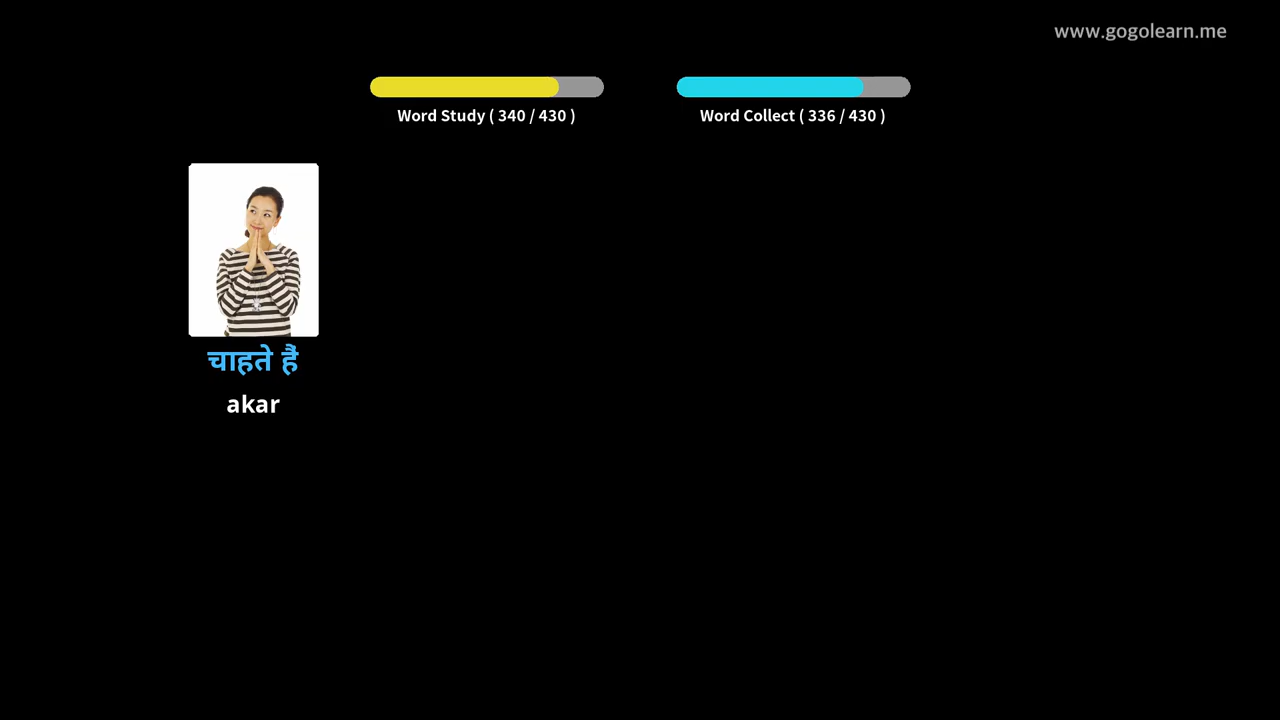 www.gogolearn.me
Word Study ( 340 / 430 )
Word Collect ( 336 / 430 )
चाहते हैं
akar